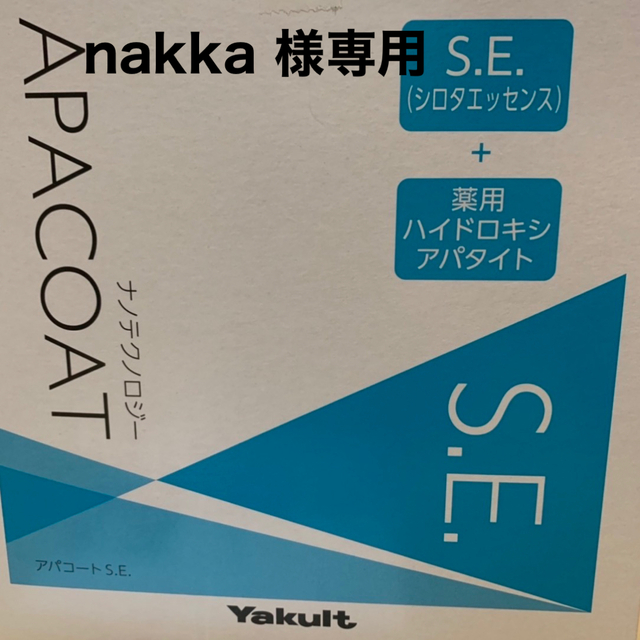 nakka 様専用
APACOAT
ナノテクノロジー
S.E.
(シロタエッセンス)
+
薬用
ハイドロキシ
アパタイト
S.E.
アパコートS.E.
Yakult